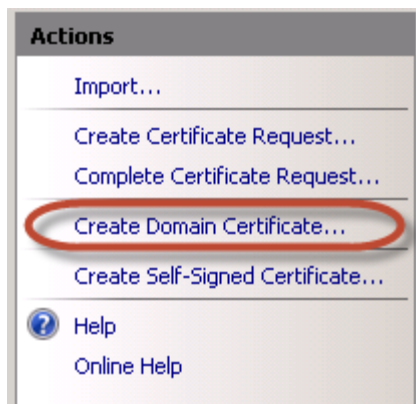 Actions
Import...
Create Certificate Request...
Complete Certificate Request...
Create Domain Certificate...
Create Self-Signed Certificate...
Help
Online Help